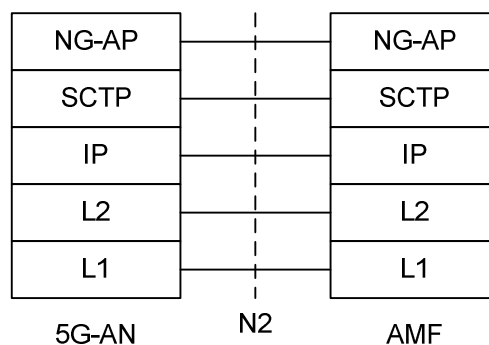 NG-AP NG-AP
SCTP SCTP
IP IP
L2 L2
L1 L1
5G-AN N2 AMF